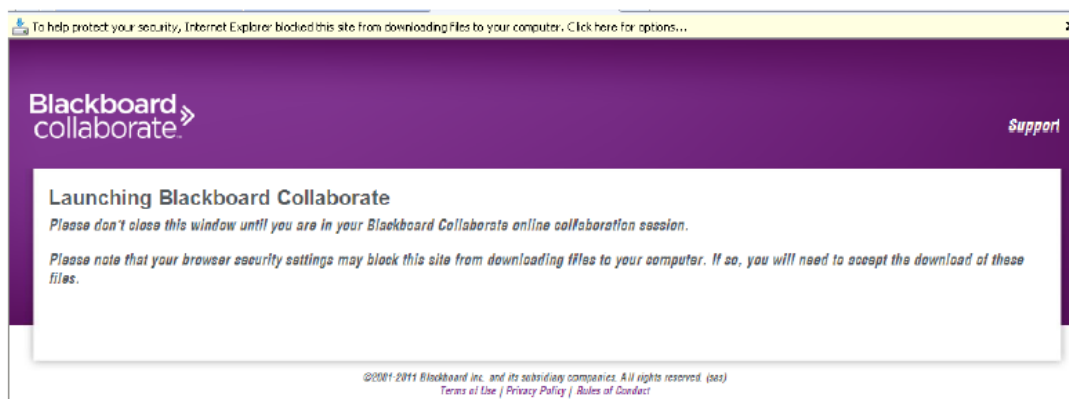 To help protect your security, Internet Explorer blocked this site from downloading files to your computer. Click here for options...
Blackboard
collaborate™
Support
Launching Blackboard Collaborate
Please don't close this window until you are in your Blackboard Collaborate online collaboration session.
Please note that your browser security settings may block this site from downloading files to your computer. If so, you will need to accept the download of these
files.
©2001-2011 Blackboard Inc. and its subsidiary companies. All rights reserved. (sas)
Terms of Use | Privacy Policy | Rules of Conduct